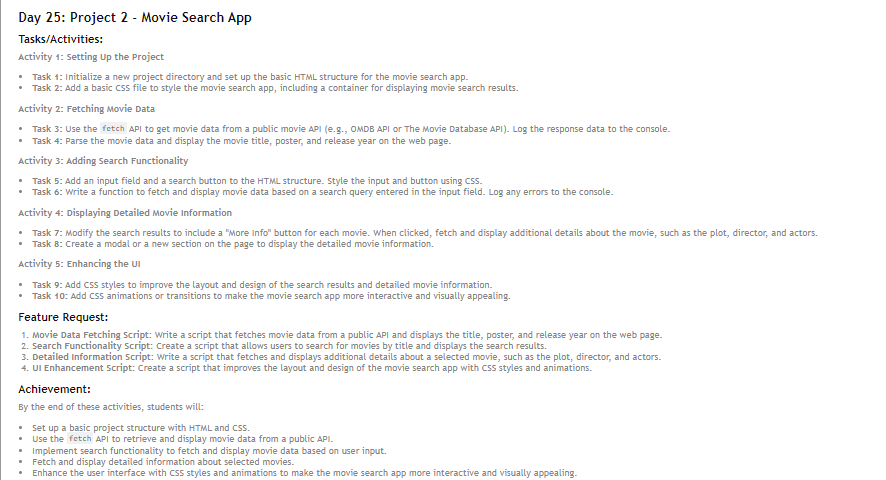 Day 25: Project 2 - Movie Search App
Tasks/Activities:
Activity 1: Setting Up the Project
• Task 1: Initialize a new project directory and set up the basic HTML structure for the movie search app.
• Task 2: Add a basic CSS file to style the movie search app, including a container for displaying movie search results.
Activity 2: Fetching Movie Data
• Task 3: Use the fetch API to get movie data from a public movie API (e.g., OMDB API or The Movie Database API). Log the response data to the console.
• Task 4: Parse the movie data and display the movie title, poster, and release year on the web page.
Activity 3: Adding Search Functionality
• Task 5: Add an input field and a search button to the HTML structure. Style the input and button using CSS.
• Task 6: Write a function to fetch and display movie data based on a search query entered in the input field. Log any errors to the console.
Activity 4: Displaying Detailed Movie Information
• Task 7: Modify the search results to include a "More Info" button for each movie. When clicked, fetch and display additional details about the movie, such as the plot, director, and actors.
• Task 8: Create a modal or a new section on the page to display the detailed movie information.
Activity 5: Enhancing the UI
• Task 9: Add CSS styles to improve the layout and design of the search results and detailed movie information.
• Task 10: Add CSS animations or transitions to make the movie search app more interactive and visually appealing.
Feature Request:
1. Movie Data Fetching Script: Write a script that fetches movie data from a public API and displays the title, poster, and release year on the web page.
2. Search Functionality Script: Create a script that allows users to search for movies by title and displays the search results.
3. Detailed Information Script: Write a script that fetches and displays additional details about a selected movie, such as the plot, director, and actors.
4. UI Enhancement Script: Create a script that improves the layout and design of the movie search app with CSS styles and animations.
Achievement:
By the end of these activities, students will:
• Set up a basic project structure with HTML and CSS.
• Use the fetch API to retrieve and display movie data from a public API.
• Implement search functionality to fetch and display movie data based on user input.
• Fetch and display detailed information about selected movies.
• Enhance the user interface with CSS styles and animations to make the movie search app more interactive and visually appealing.